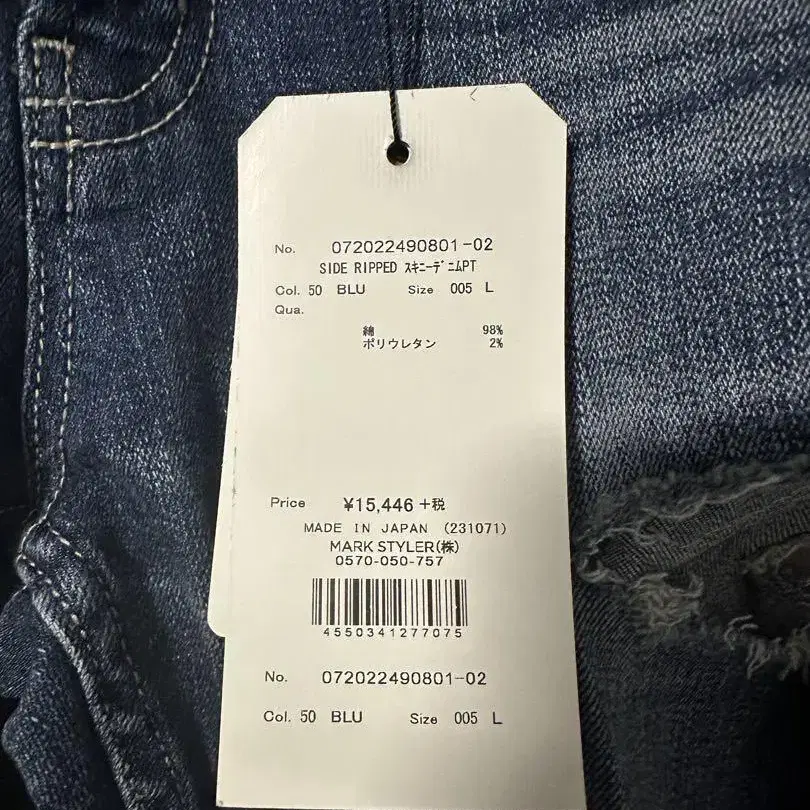 No. 072022490801-02
SIDE RIPPED ｽｷﾆｰﾃﾞﾆﾑPT
Col. 50 BLU Size 005 L
Qua.
綿 98%
ポリウレタン 2%
Price ¥15,446 +税
MADE IN JAPAN (231071)
MARK STYLER(株)
0570-050-757
4550341277075
No. 072022490801-02
Col. 50 BLU Size 005 L